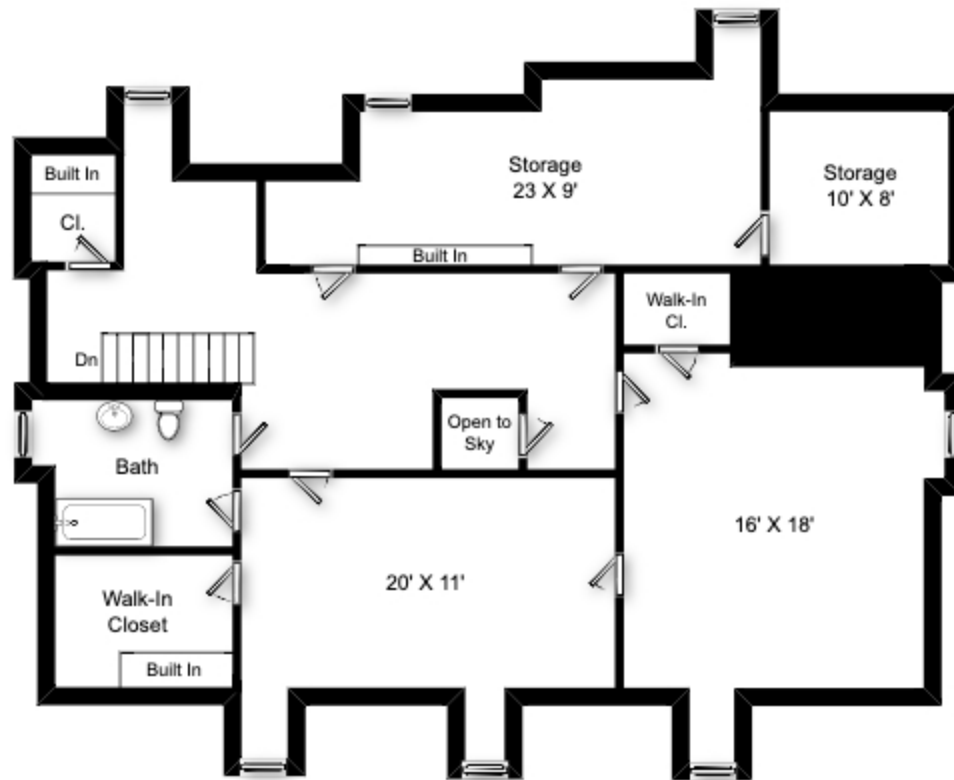 Storage
23 X 9'
Storage
10' X 8'
Built In
Cl.
Built In
Walk-In
Cl.
Dn
Open to
Sky
Bath
16' X 18'
20' X 11'
Walk-In
Closet
Built In